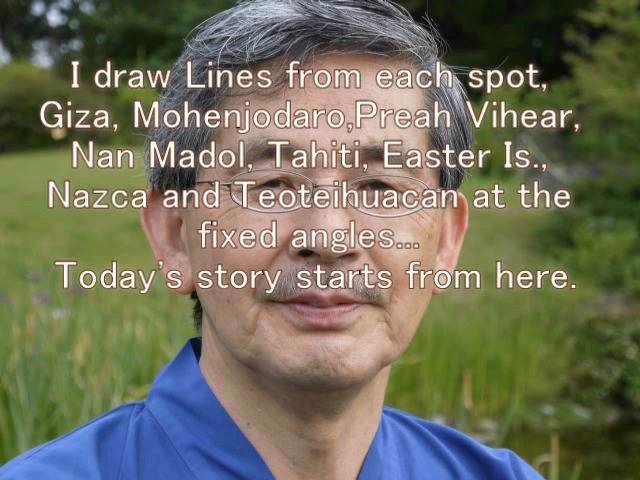 I draw Lines from each spot,
Giza, Mohenjodaro,Preah Vihear,
Nan Madol, Tahiti, Easter Is.,
Nazca and Teoteihuacan at the
fixed angles...
Today's story starts from here.